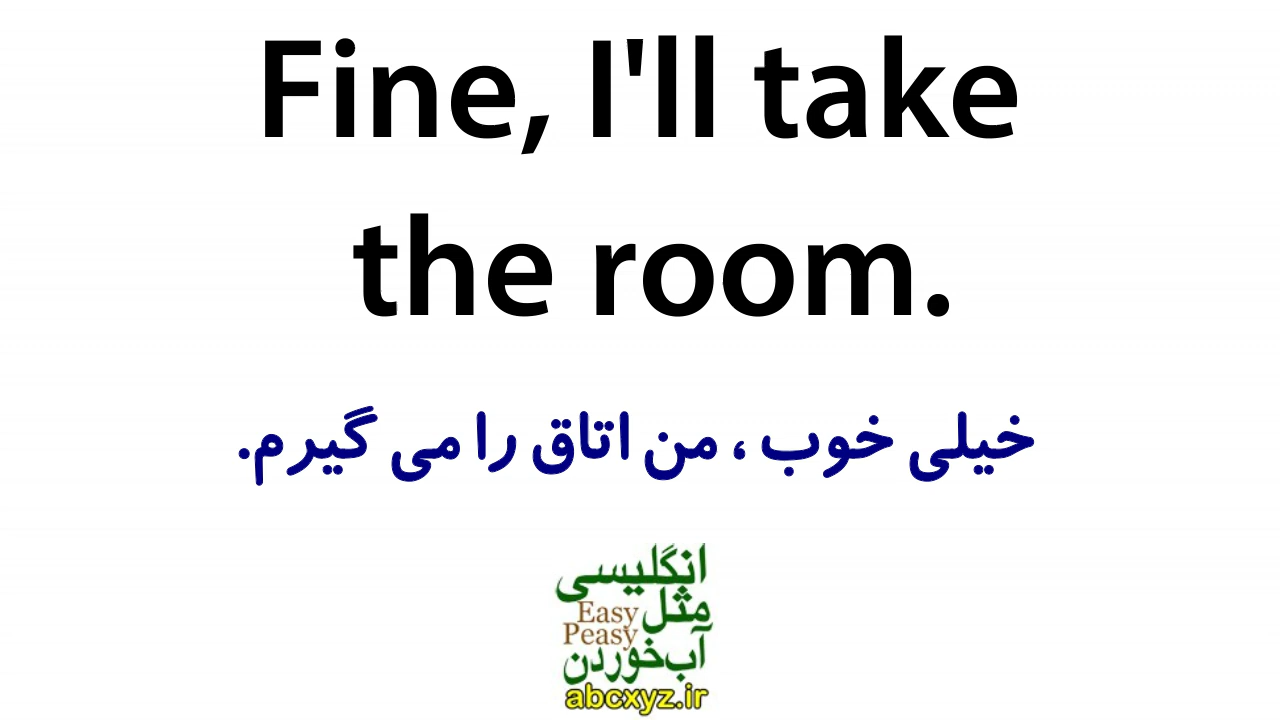 Fine, I'll take
the room.
خیلی خوب ، من اتاق را می گیرم.
انگلیسی
مثل
Easy
Peasy
آب خوردن
abcxyz.ir